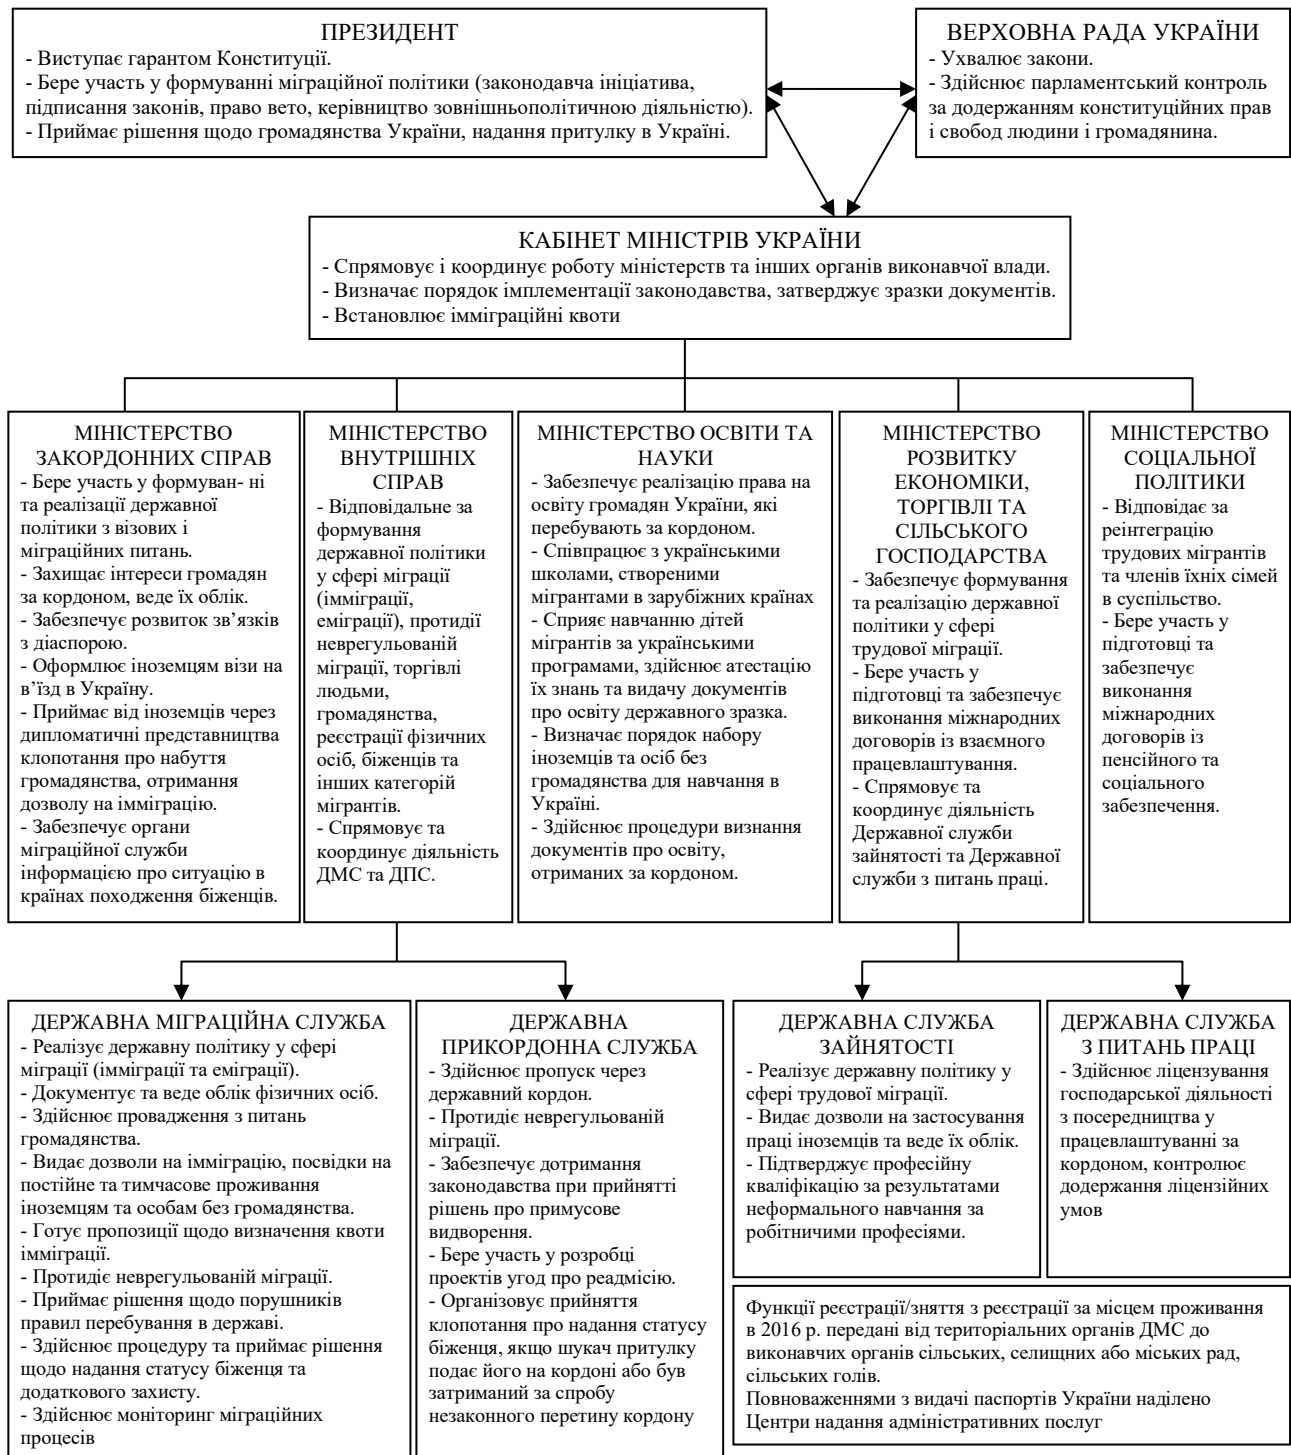 ПРЕЗИДЕНТ
- Виступає гарантом Конституції.
- Бере участь у формуванні міграційної політики (законодавча ініціатива,
підписання законів, право вето, керівництво зовнішньополітичною діяльністю).
- Приймає рішення щодо громадянства України, надання притулку в Україні.
ВЕРХОВНА РАДА УКРАЇНИ
- Ухвалює закони.
- Здійснює парламентський контроль
за додержанням конституційних прав
і свобод людини і громадянина.
КАБІНЕТ МІНІСТРІВ УКРАЇНИ
- Спрямовує і координує роботу міністерств та інших органів виконавчої влади.
- Визначає порядок імплементації законодавства, затверджує зразки документів.
- Встановлює імміграційні квоти
МІНІСТЕРСТВО
ЗАКОРДОННИХ СПРАВ
- Бере участь у формуван- ні
та реалізації державної
політики з візових і
міграційних питань.
- Захищає інтереси громадян
за кордоном, веде їх облік.
- Забезпечує розвиток зв’язків
з діаспорою.
- Оформлює іноземцям візи на
в’їзд в Україну.
- Приймає від іноземців через
дипломатичні представництва
клопотання про набуття
громадянства, отримання
дозволу на імміграцію.
- Забезпечує органи
міграційної служби
інформацією про ситуацію в
країнах походження біженців.
МІНІСТЕРСТВО
ВНУТРІШНІХ
СПРАВ
- Відповідальне за
формування
державної політики
у сфері міграції
(імміграції,
еміграції), протидії
неврегульованій
міграції, торгівлі
людьми,
громадянства,
реєстрації фізичних
осіб, біженців та
інших категорій
мігрантів.
- Спрямовує та
координує діяльність
ДМС та ДПС.
МІНІСТЕРСТВО ОСВІТИ ТА
НАУКИ
- Забезпечує реалізацію права на
освіту громадян України, які
перебувають за кордоном.
- Співпрацює з українськими
школами, створеними
мігрантами в зарубіжних країнах
- Сприяє навчанню дітей
мігрантів за українськими
програмами, здійснює атестацію
їх знань та видачу документів
про освіту державного зразка.
- Визначає порядок набору
іноземців та осіб без
громадянства для навчання в
Україні.
- Здійснює процедури визнання
документів про освіту,
отриманих за кордоном.
МІНІСТЕРСТВО
РОЗВИТКУ
ЕКОНОМІКИ,
ТОРГІВЛІ ТА
СІЛЬСЬКОГО
ГОСПОДАРСТВА
- Забезпечує формування
та реалізацію державної
політики у сфері
трудової міграції.
- Бере участь у
підготовці та забезпечує
виконання міжнародних
договорів із взаємного
працевлаштування.
- Спрямовує та
координує діяльність
Державної служби
зайнятості та Державної
служби з питань праці.
МІНІСТЕРСТВО
СОЦІАЛЬНОЇ
ПОЛІТИКИ
- Відповідає за
реінтеграцію
трудових мігрантів
та членів їхніх сімей
в суспільство.
- Бере участь у
підготовці та
забезпечує
виконання
міжнародних
договорів із
пенсійного та
соціального
забезпечення.
ДЕРЖАВНА МІГРАЦІЙНА СЛУЖБА
- Реалізує державну політику у сфері
міграції (імміграції та еміграції).
- Документує та веде облік фізичних осіб.
- Здійснює провадження з питань
громадянства.
- Видає дозволи на імміграцію, посвідки на
постійне та тимчасове проживання
іноземцям та особам без громадянства.
- Готує пропозиції щодо визначення квоти
імміграції.
- Протидіє неврегульованій міграції.
- Приймає рішення щодо порушників
правил перебування в державі.
- Здійснює процедуру та приймає рішення
щодо надання статусу біженця та
додаткового захисту.
- Здійснює моніторинг міграційних
процесів
ДЕРЖАВНА
ПРИКОРДОННА СЛУЖБА
- Здійснює пропуск через
державний кордон.
- Протидіє неврегульованій
міграції.
- Забезпечує дотримання
законодавства при прийнятті
рішень про примусове
видворення.
- Бере участь у розробці
проектів угод про реадмісію.
- Організовує прийняття
клопотання про надання статусу
біженця, якщо шукач притулку
подає його на кордоні або був
затриманий за спробу
незаконного перетину кордону
ДЕРЖАВНА СЛУЖБА
ЗАЙНЯТОСТІ
- Реалізує державну політику у
сфері трудової міграції.
- Видає дозволи на застосування
праці іноземців та веде їх облік.
- Підтверджує професійну
кваліфікацію за результатами
неформального навчання за
робітничими професіями.
ДЕРЖАВНА СЛУЖБА
З ПИТАНЬ ПРАЦІ
- Здійснює ліцензування
господарської діяльності
з посередництва у
працевлаштуванні за
кордоном, контролює
додержання ліцензійних
умов
Функції реєстрації/зняття з реєстрації за місцем проживання
в 2016 р. передані від територіальних органів ДМС до
виконавчих органів сільських, селищних або міських рад,
сільських голів.
Повноваженнями з видачі паспортів України наділено
Центри надання адміністративних послуг